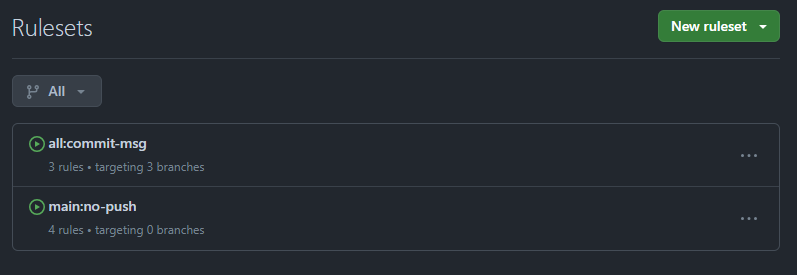 Rulesets
New ruleset
All
all:commit-msg
3 rules • targeting 3 branches
main:no-push
4 rules • targeting 0 branches